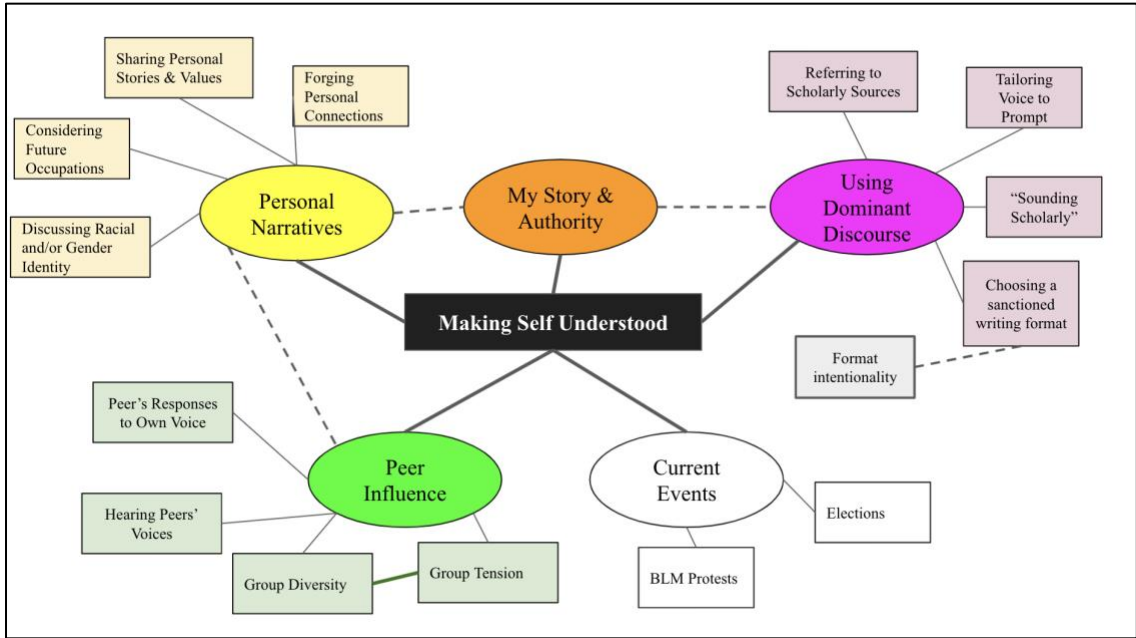 Sharing Personal
Stories & Values
Forging
Personal
Connections
Considering
Future
Occupations
Discussing Racial
and/or Gender
Identity
Personal
Narratives
My Story &
Authority
Referring to
Scholarly Sources
Tailoring
Voice to
Prompt
Using
Dominant
Discourse
“Sounding
Scholarly”
Choosing a
sanctioned
writing format
Format
intentionality
Making Self Understood
Peer’s Responses
to Own Voice
Hearing Peers’
Voices
Group Diversity
Group Tension
Peer
Influence
Current
Events
Elections
BLM Protests